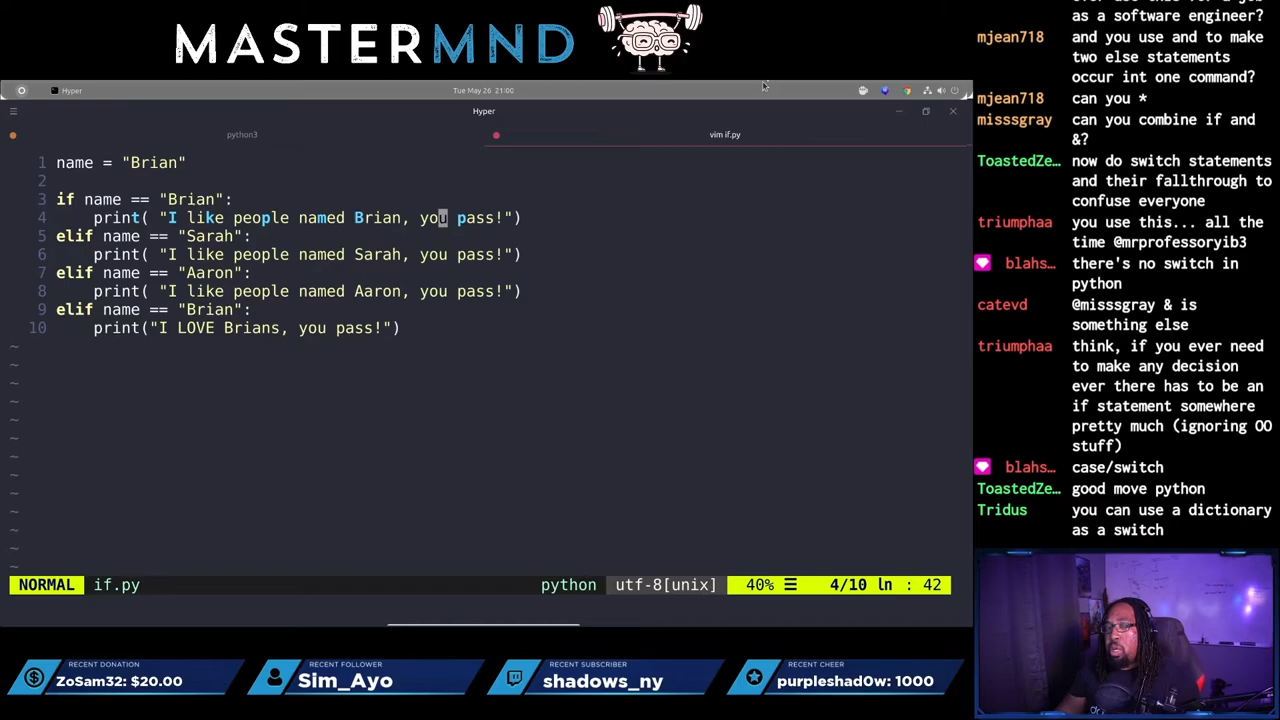 MASTERMND
Hyper
Tue May 26 21:00
Hyper
python3
vim if.py
1 name = "Brian"
2
3 if name == "Brian":
4 print( "I like people named Brian, you pass!")
5 elif name == "Sarah":
6 print( "I like people named Sarah, you pass!")
7 elif name == "Aaron":
8 print( "I like people named Aaron, you pass!")
9 elif name == "Brian":
10 print("I LOVE Brians, you pass!")
~
~
~
~
~
~
~
~
~
~
~
~
~
NORMAL if.py python utf-8[unix] 40% ☰ 4/10 ln : 42
as a software engineer?
mjean718 and you use and to make
two else statements
occur int one command?
mjean718 can you *
misssgray can you combine if and
&?
ToastedZe… now do switch statements
and their fallthrough to
confuse everyone
triumphaa you use this... all the
time @mrprofessoryib3
blahs… there's no switch in
python
catevd @misssgray & is
something else
triumphaa think, if you ever need
to make any decision
ever there has to be an
if statement somewhere
pretty much (ignoring OO
stuff)
blahs… case/switch
ToastedZe… good move python
Tridus you can use a dictionary
as a switch
RECENT DONATION
ZoSam32: $20.00
RECENT FOLLOWER
Sim_Ayo
RECENT SUBSCRIBER
shadows_ny
RECENT CHEER
purpleshad0w: 1000